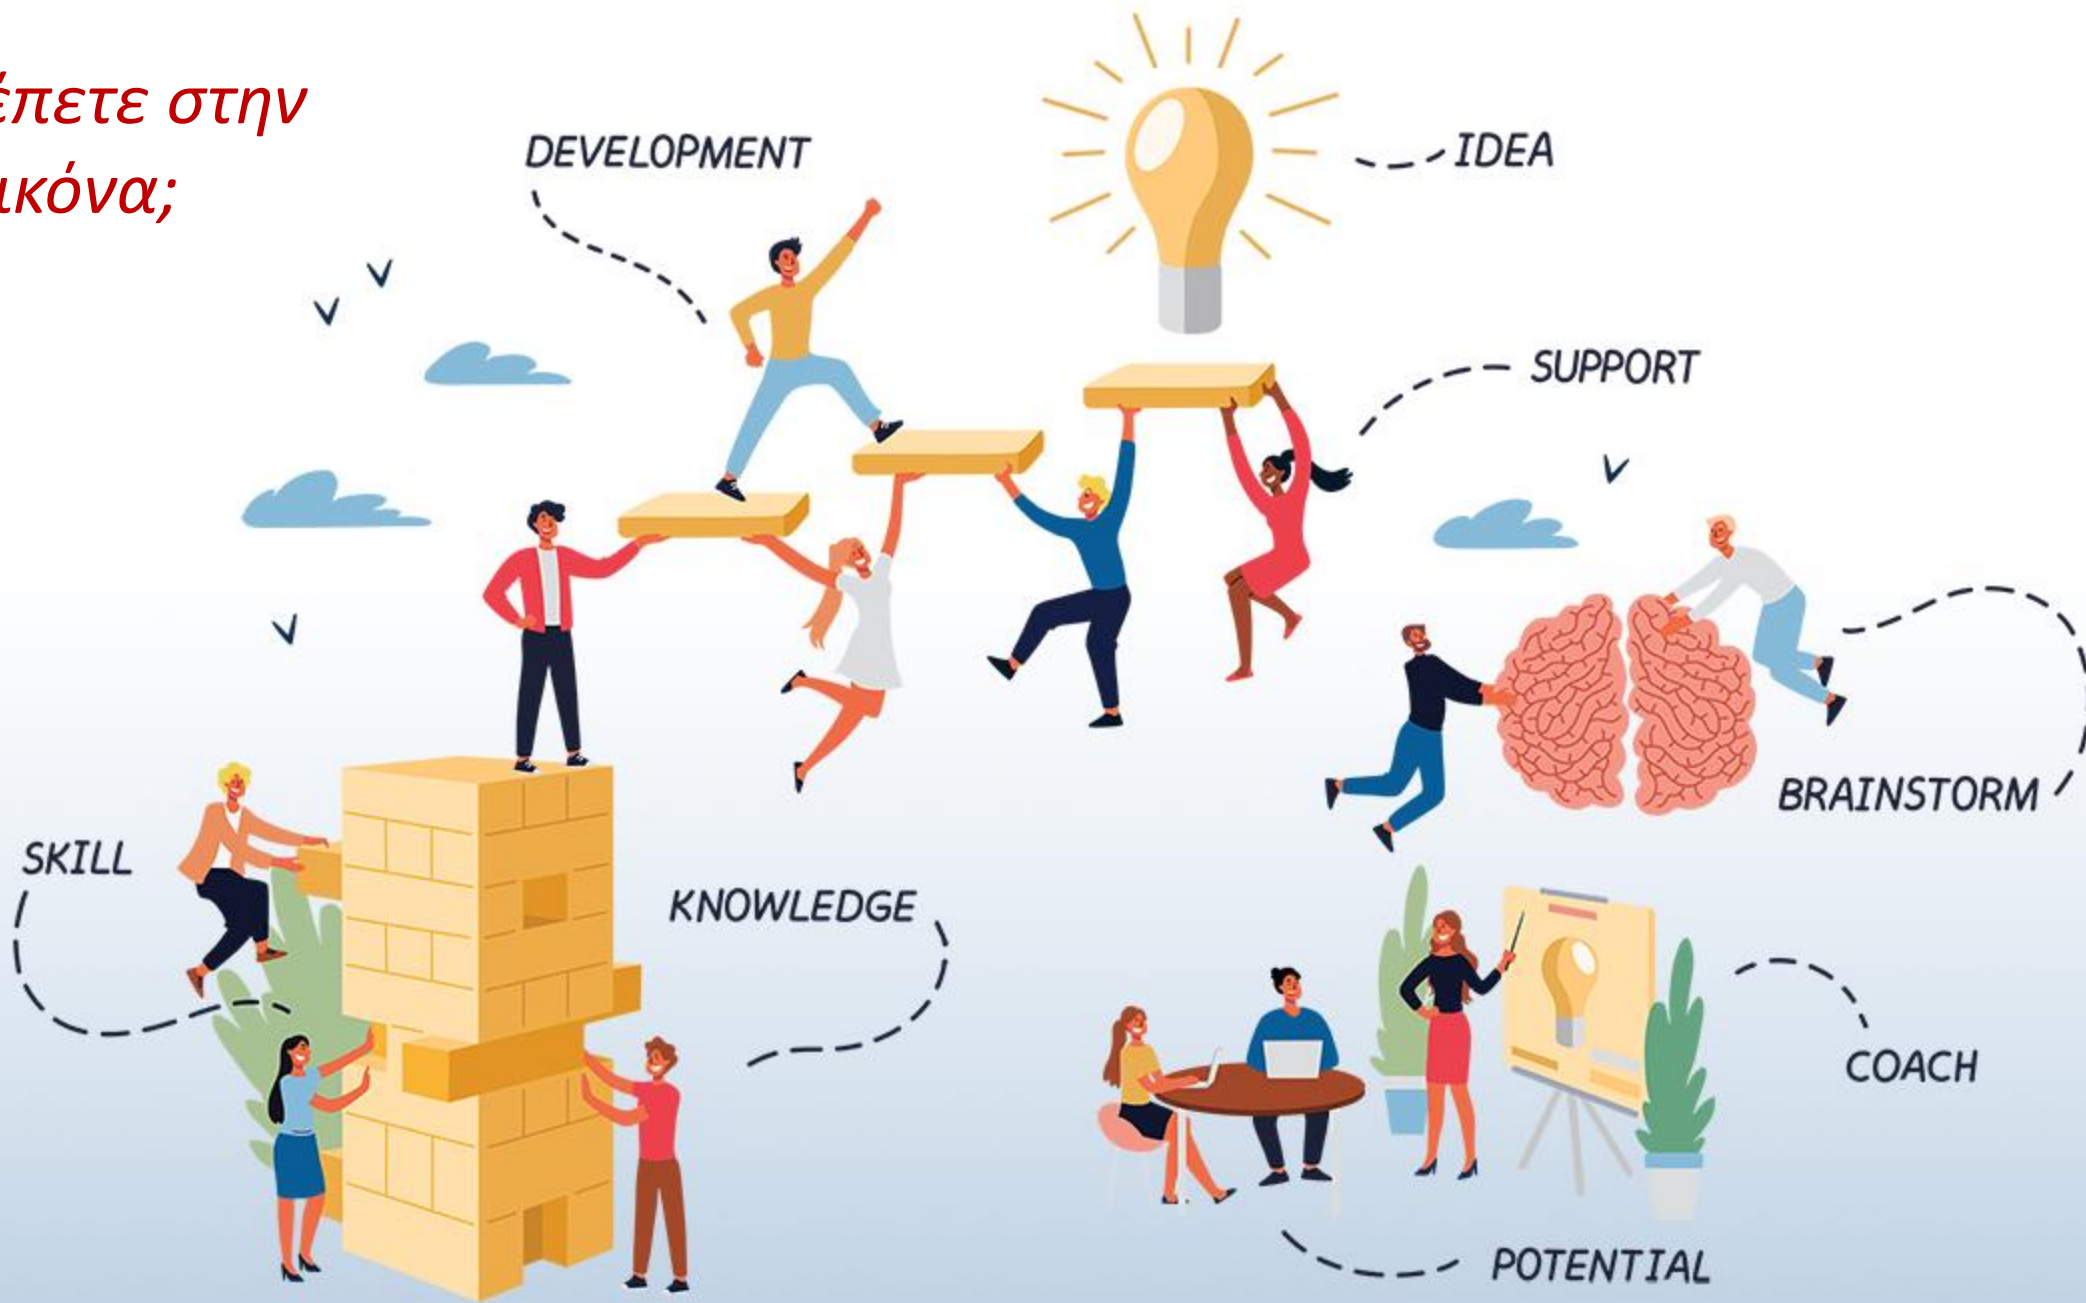 έπετε στην
ικόνα;
DEVELOPMENT
IDEA
SUPPORT
BRAINSTORM
SKILL
KNOWLEDGE
COACH
POTENTIAL